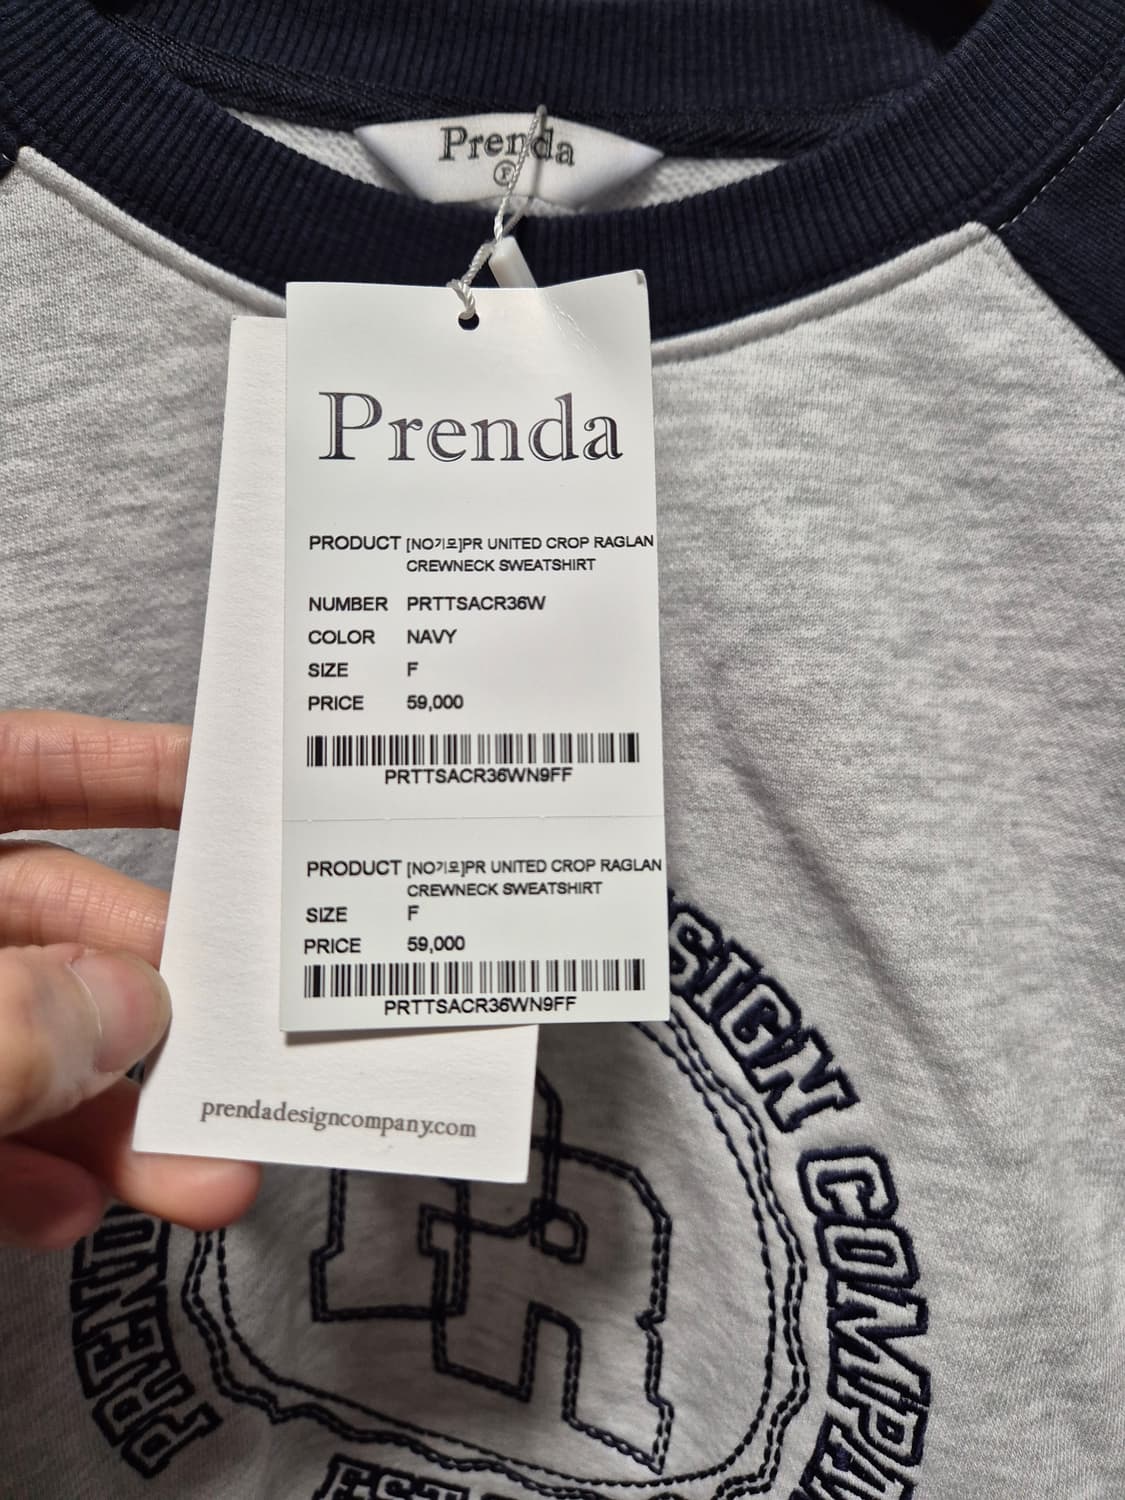 Prenda
Prenda
PRODUCT [NO기모]PR UNITED CROP RAGLAN
CREWNECK SWEATSHIRT
NUMBER PRTTSACR36W
COLOR NAVY
SIZE F
PRICE 59,000
PRTTSACR36WN9FF
PRODUCT [NO기모]PR UNITED CROP RAGLAN
CREWNECK SWEATSHIRT
SIZE F
PRICE 59,000
PRTTSACR36WN9FF
prendadesigncompany.com